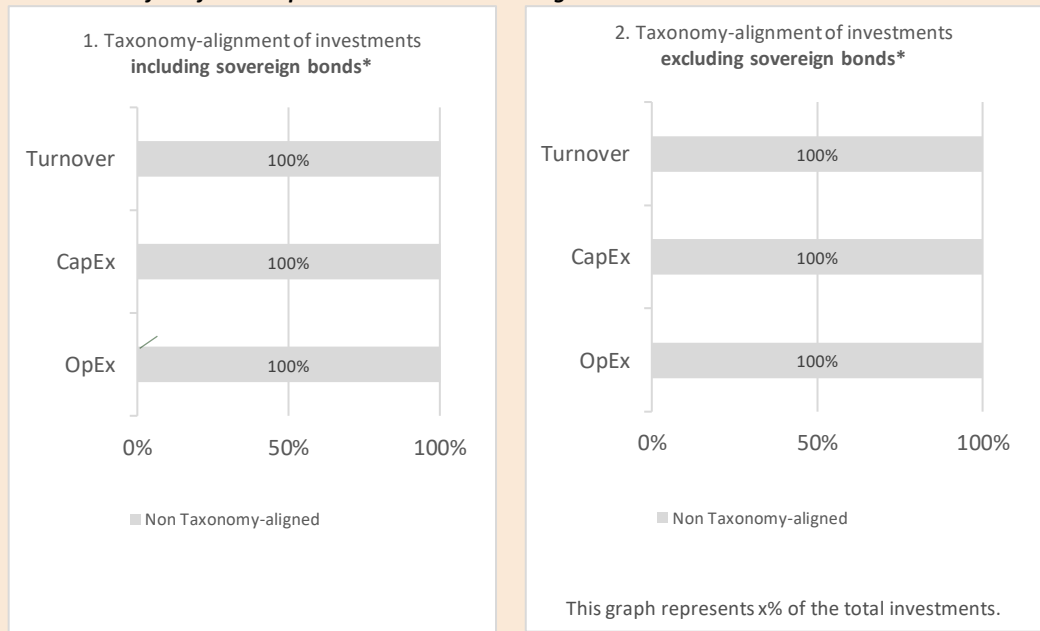 1. Taxonomy-alignment of investments
including sovereign bonds*
Turnover
100%
CapEx
100%
OpEx
100%
0% 50% 100%
Non Taxonomy-aligned
2. Taxonomy-alignment of investments
excluding sovereign bonds*
Turnover
100%
CapEx
100%
OpEx
100%
0% 50% 100%
Non Taxonomy-aligned
This graph represents x% of the total investments.